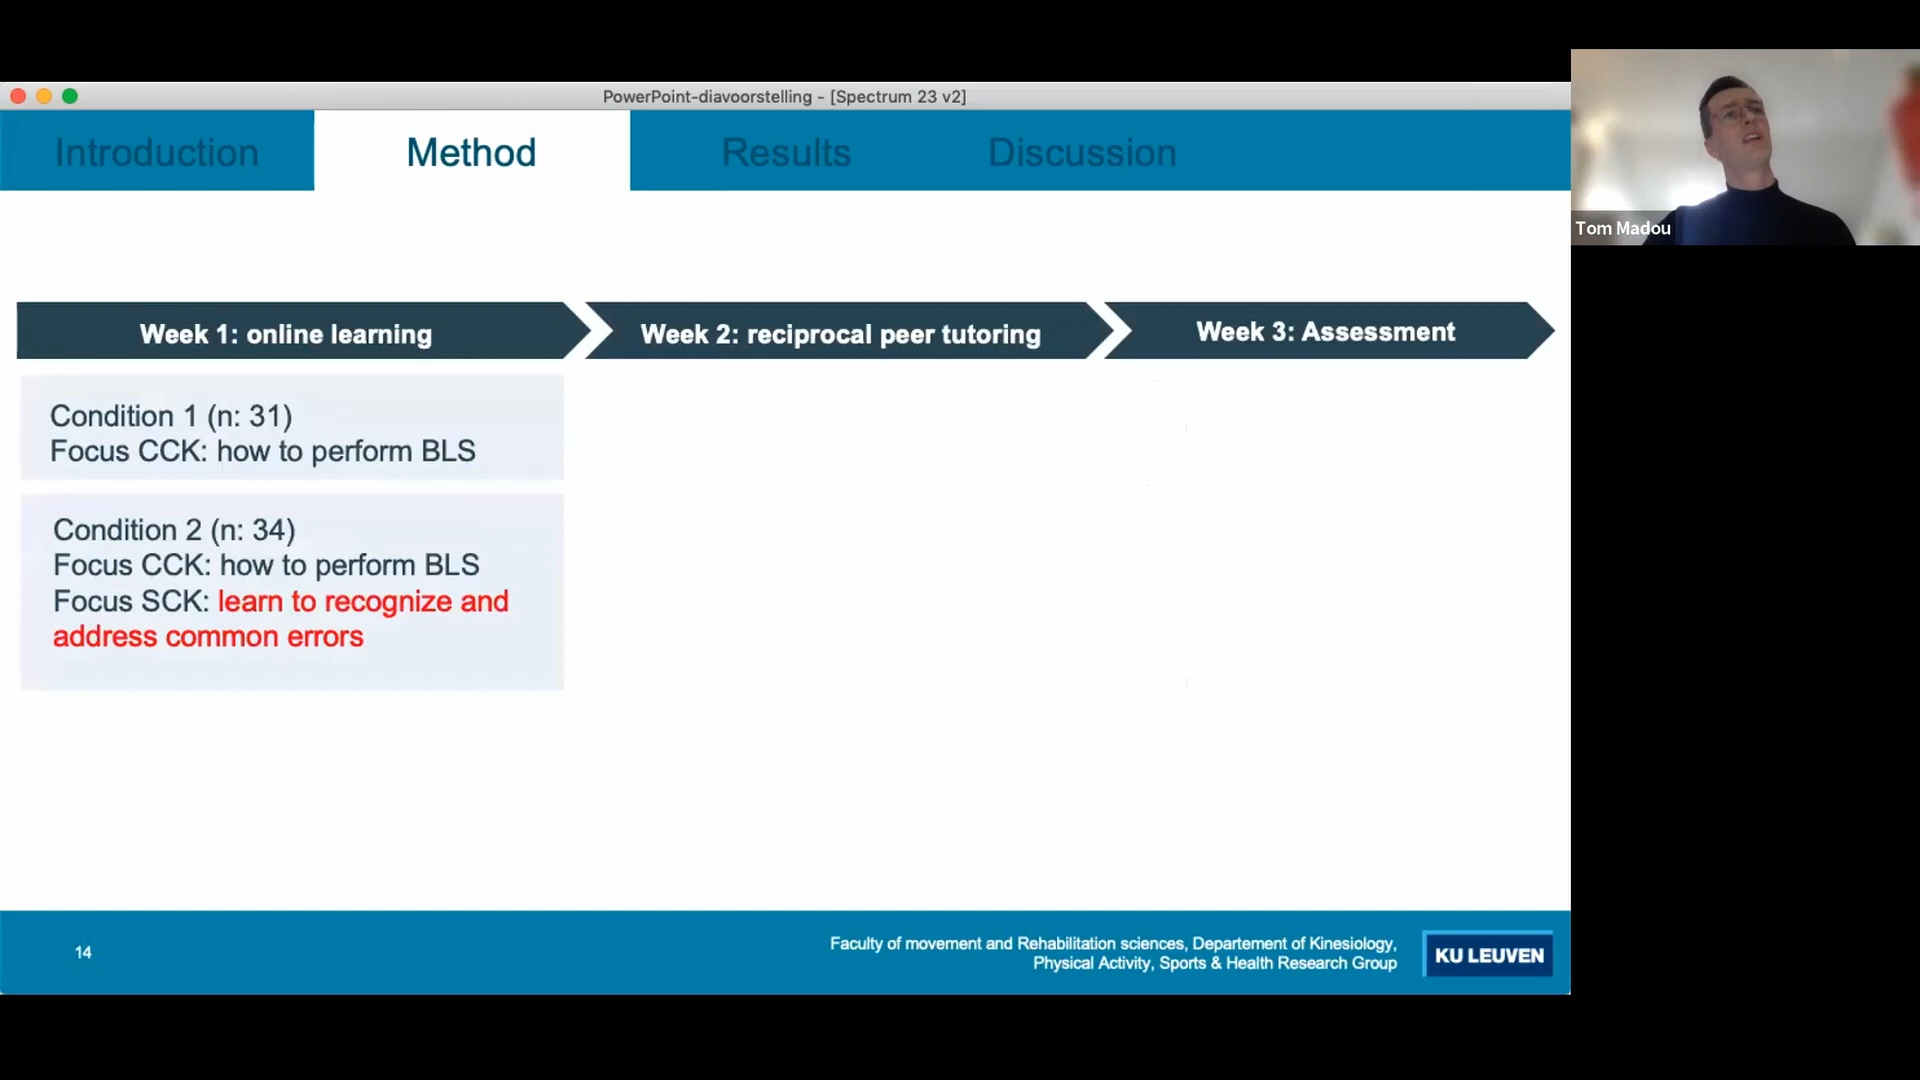 PowerPoint-diavoorstelling - [Spectrum 23 v2]
Introduction
Method
Results
Discussion
Tom Madou
Week 1: online learning
Week 2: reciprocal peer tutoring
Week 3: Assessment
Condition 1 (n: 31)
Focus CCK: how to perform BLS
Condition 2 (n: 34)
Focus CCK: how to perform BLS
Focus SCK: learn to recognize and
address common errors
14
Faculty of movement and Rehabilitation sciences, Departement of Kinesiology,
Physical Activity, Sports & Health Research Group
KU LEUVEN